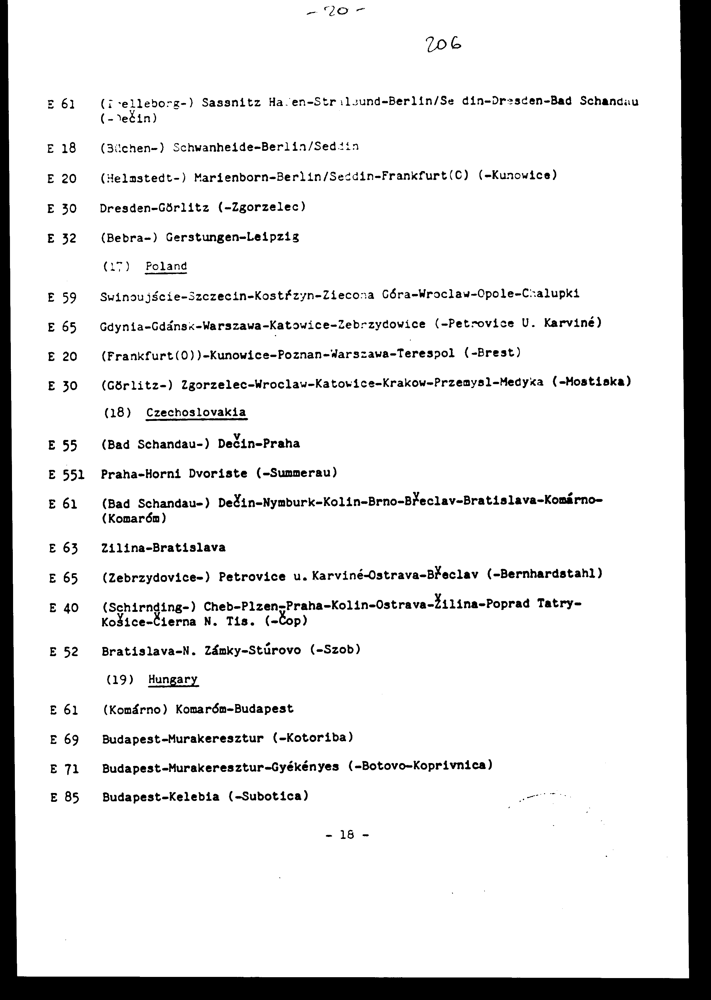 - 20 -
206
E 61 (Trelleborg-) Sassnitz Hafen-Stralsund-Berlin/Seddin-Dresden-Bad Schandau
(-Dečin)
E 18 (Büchen-) Schwanheide-Berlin/Seddin
E 20 (Helmstedt-) Marienborn-Berlin/Seddin-Frankfurt(O) (-Kunowice)
E 30 Dresden-Görlitz (-Zgorzelec)
E 32 (Bebra-) Gerstungen-Leipzig
(17) Poland
E 59 Swinoujście-Szczecin-Kostŕzyn-Ziecona Góra-Wroclaw-Opole-Chalupki
E 65 Gdynia-Gdánsk-Warszawa-Katowice-Zebrzydowice (-Petrovice U. Karviné)
E 20 (Frankfurt(O))-Kunowice-Poznan-Warszawa-Terespol (-Brest)
E 30 (Görlitz-) Zgorzelec-Wroclaw-Katowice-Krakow-Przemysl-Medyka (-Mostiska)
(18) Czechoslovakia
E 55 (Bad Schandau-) Dečin-Praha
E 551 Praha-Horni Dvoriste (-Summerau)
E 61 (Bad Schandau-) Dečin-Nymburk-Kolin-Brno-Břeclav-Bratislava-Komárno-
(Komaróm)
E 63 Zilina-Bratislava
E 65 (Zebrzydovice-) Petrovice u. Karviné-Ostrava-Břeclav (-Bernhardstahl)
E 40 (Schirnding-) Cheb-Plzen-Praha-Kolin-Ostrava-Žilina-Poprad Tatry-
Košice-Čierna N. Tis. (-Čop)
E 52 Bratislava-N. Zámky-Stúrovo (-Szob)
(19) Hungary
E 61 (Komárno) Komaróm-Budapest
E 69 Budapest-Murakeresztur (-Kotoriba)
E 71 Budapest-Murakeresztur-Gyékényes (-Botovo-Koprivnica)
E 85 Budapest-Kelebia (-Subotica)
- 18 -